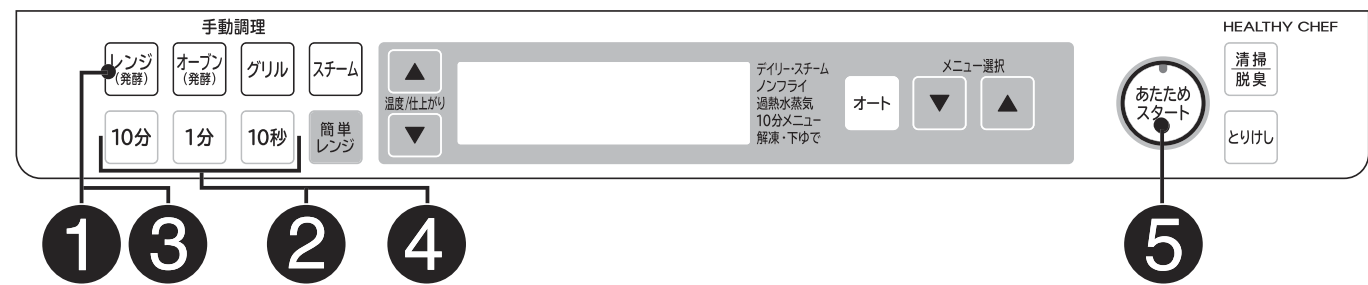 手動調理
HEALTHY CHEF
レンジ
(発酵)
オーブン
(発酵)
グリル
スチーム
▲
温度/仕上がり
▼
デイリー・スチーム
ノンフライ
過熱水蒸気
10分メニュー
解凍・下ゆで
オート
メニュー選択
▼
▲
あたため
スタート
清掃
脱臭
10分
1分
10秒
簡単
レンジ
とりけし
1
3
2
4
5